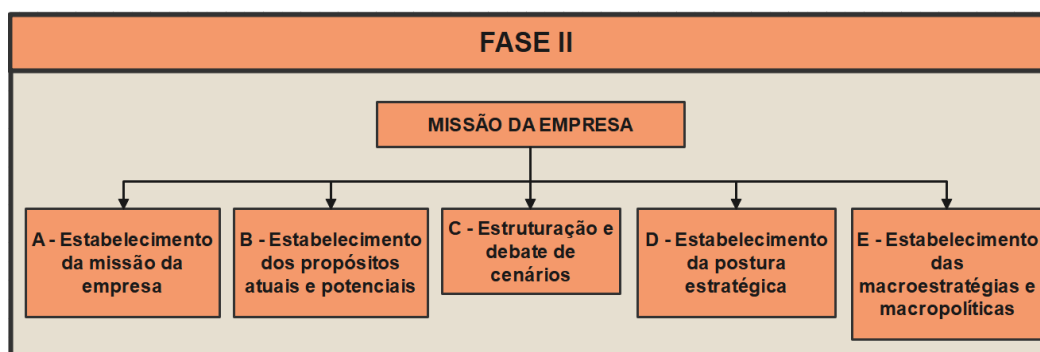 FASE II
MISSÃO DA EMPRESA
A - Estabelecimento
da missão da
empresa
B - Estabelecimento
dos propósitos
atuais e potenciais
C - Estruturação e
debate de
cenários
D - Estabelecimento
da postura
estratégica
E - Estabelecimento
das
macroestratégias e
macropolíticas